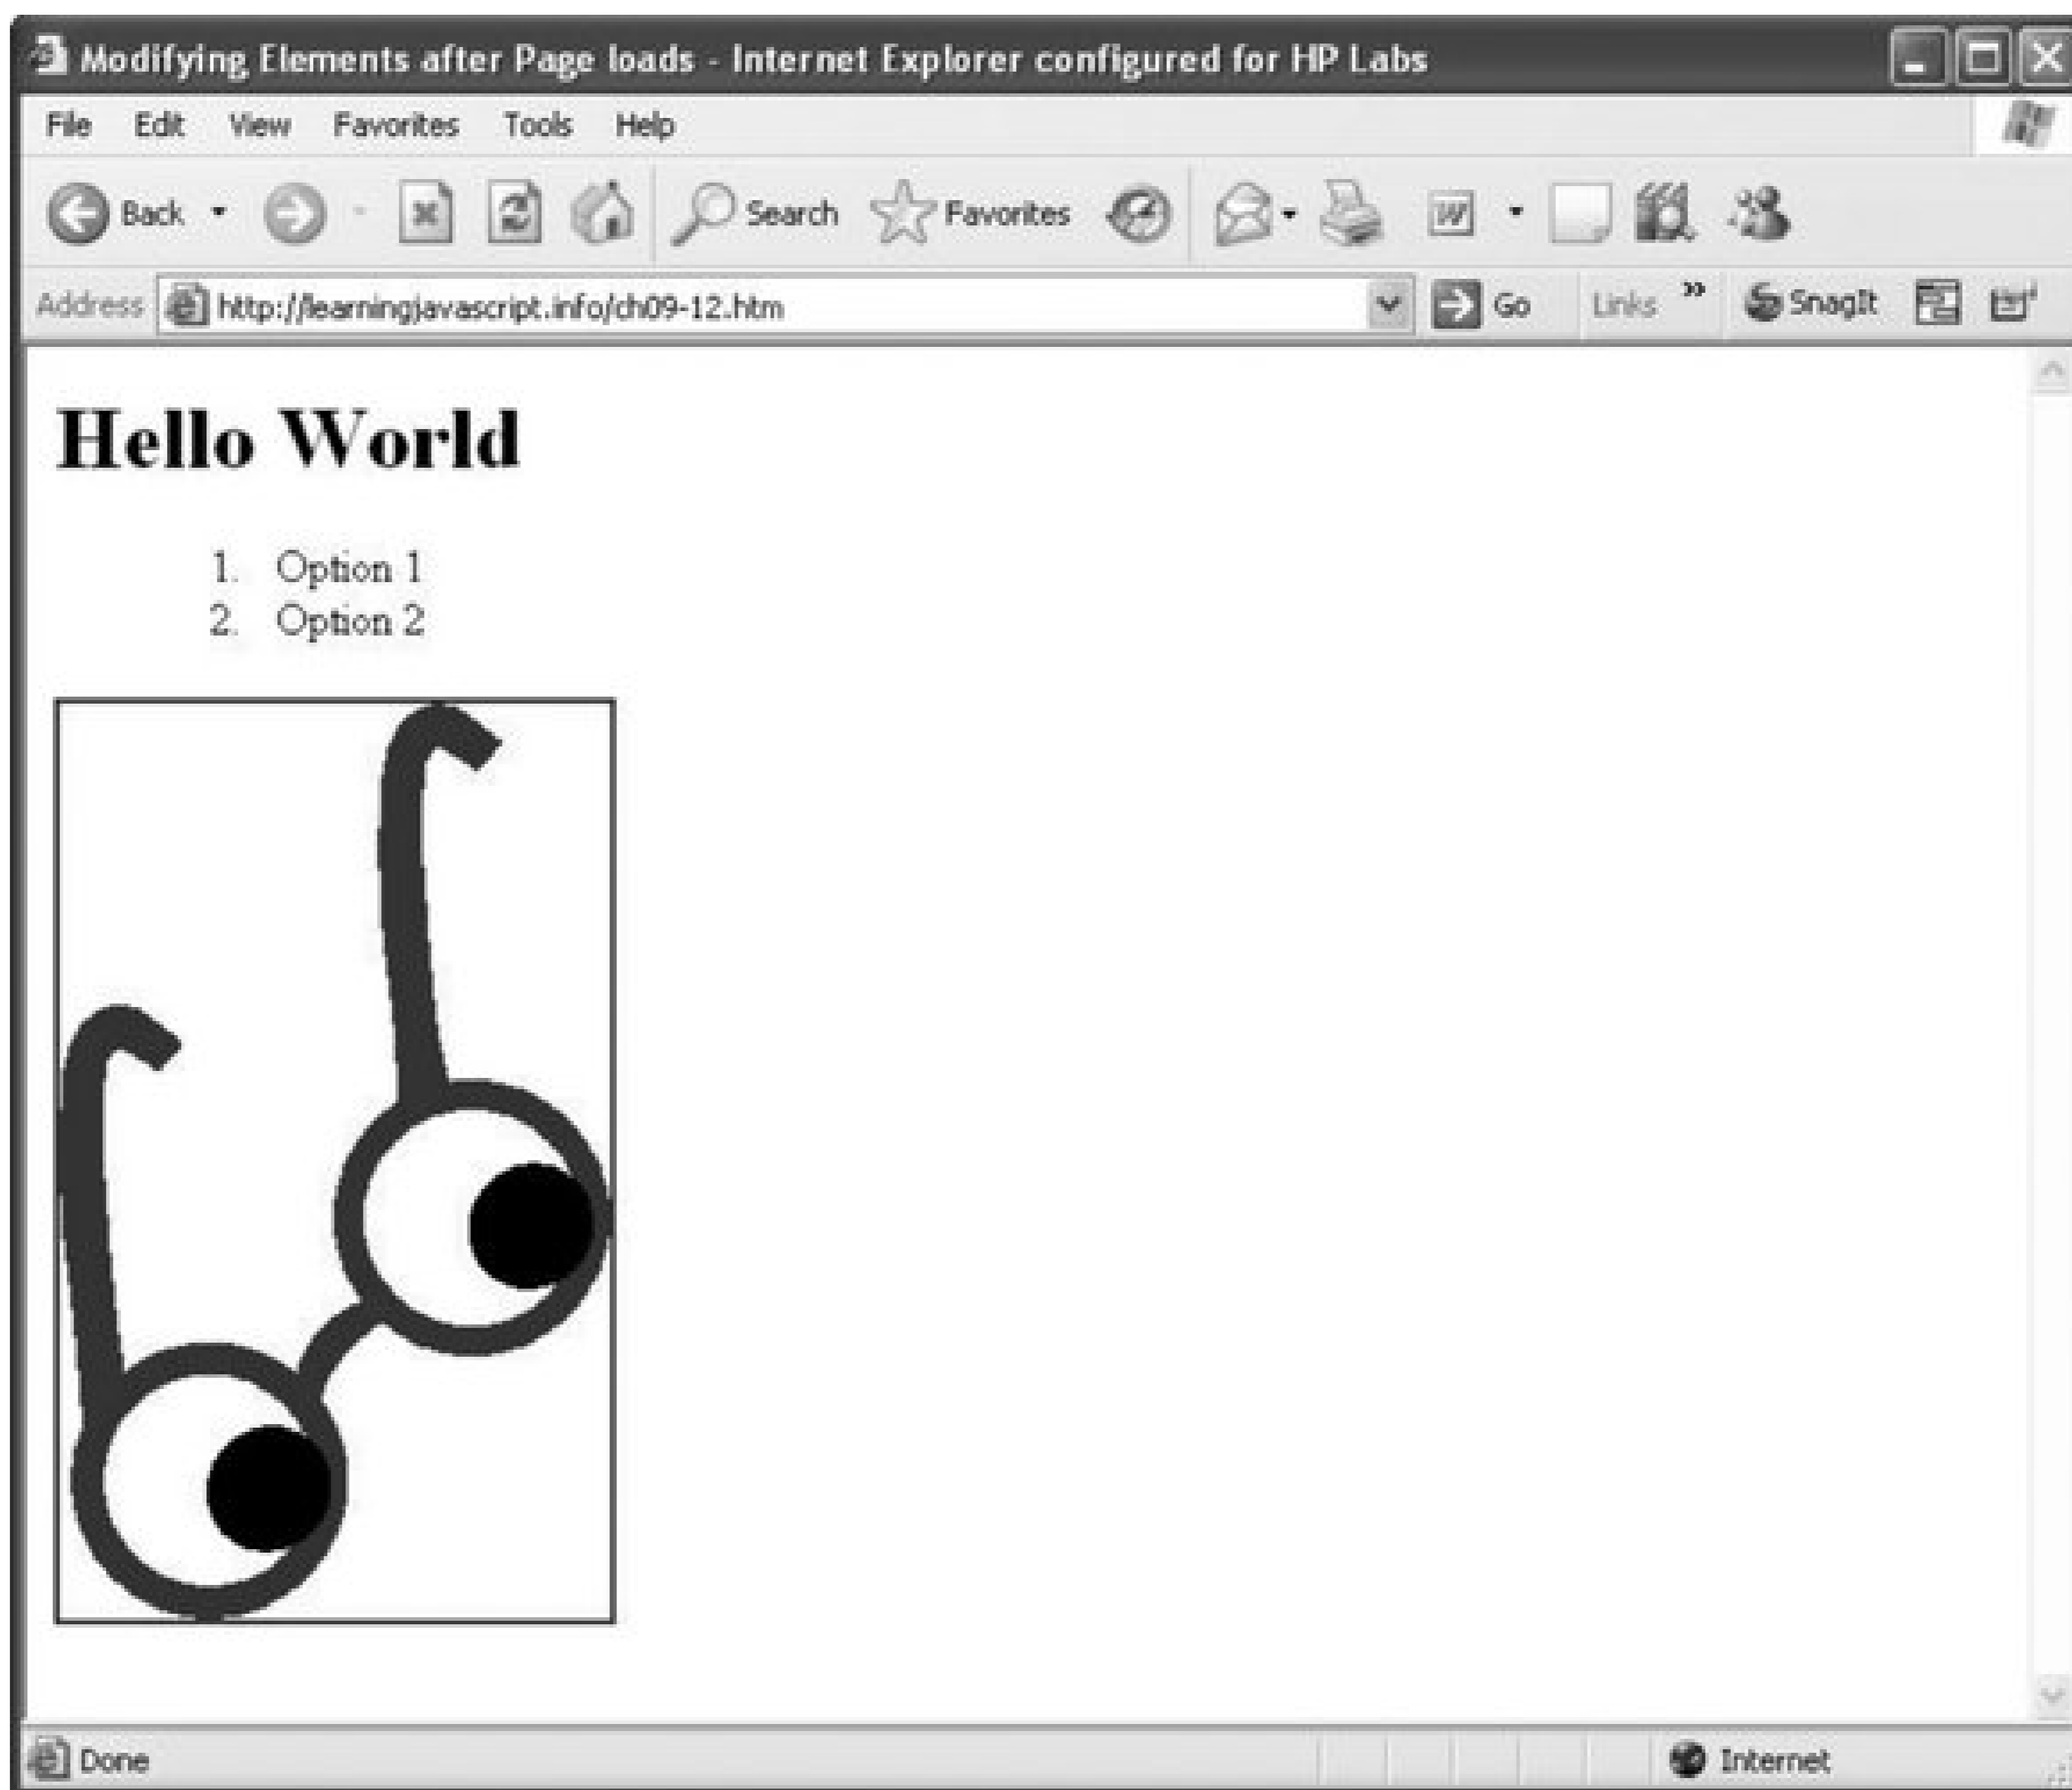 Modifying Elements after Page loads - Internet Explorer configured for HP Labs
File Edit View Favorites Tools Help
Back Search Favorites W
Address http://learningjavascript.info/ch09-12.htm Go Links » SnagIt
Hello World
1. Option 1
2. Option 2
Done Internet